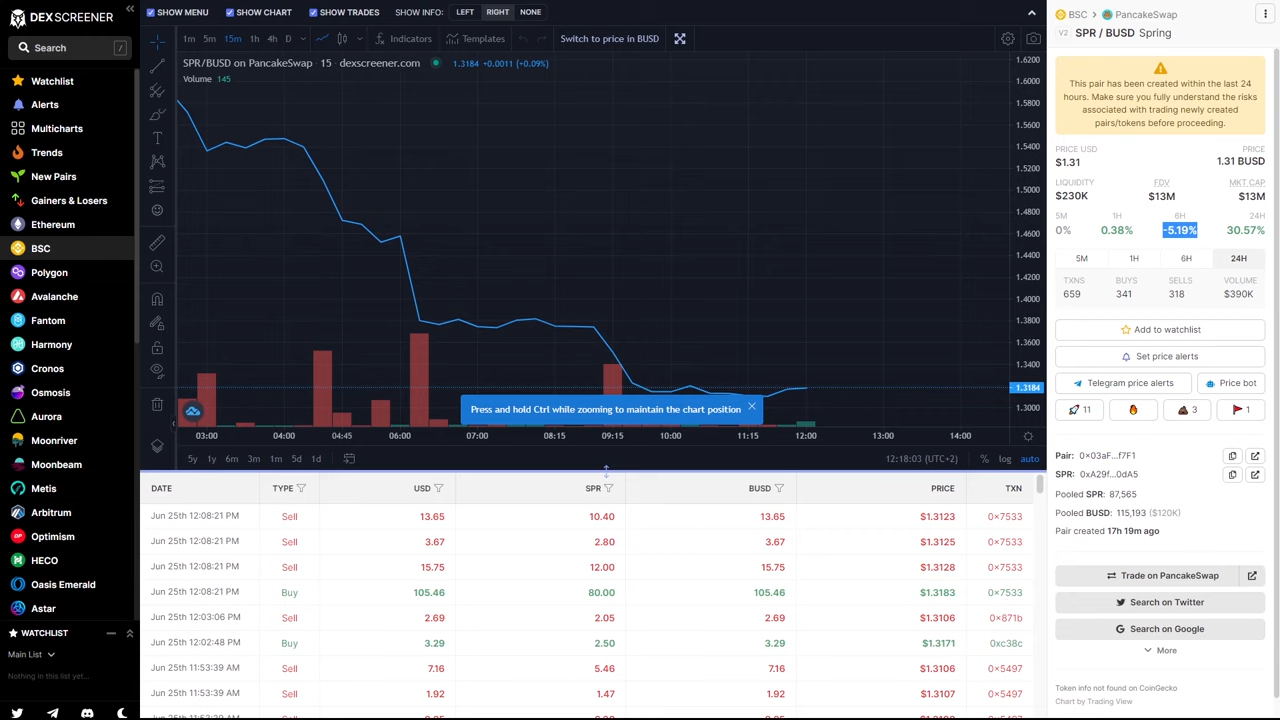 DEXSCREENER
Search /
Watchlist
Alerts
Multicharts
Trends
New Pairs
Gainers & Losers
Ethereum
BSC
Polygon
Avalanche
Fantom
Harmony
Cronos
Osmosis
Aurora
Moonriver
Moonbeam
Metis
Arbitrum
Optimism
HECO
Oasis Emerald
Astar
WATCHLIST
Main List
Nothing in this list yet...
SHOW MENU SHOW CHART SHOW TRADES SHOW INFO: LEFT RIGHT NONE
1m 5m 15m 1h 4h D Indicators Templates Switch to price in BUSD
SPR/BUSD on PancakeSwap · 15 dexscreener.com 1.3184 +0.0011 (+0.09%)
Volume 145
1.6200
1.6000
1.5800
1.5600
1.5400
1.5200
1.5000
1.4800
1.4600
1.4400
1.4200
1.4000
1.3800
1.3600
1.3400
1.3184
1.3000
Press and hold Ctrl while zooming to maintain the chart position
03:00 04:00 04:45 06:00 07:00 08:15 09:15 10:00 11:15 12:00 13:00 14:00
5y 1y 6m 3m 1m 5d 1d 12:18:03 (UTC+2) % log auto
DATE TYPE USD SPR BUSD PRICE TXN
Jun 25th 12:08:21 PM Sell 13.65 10.40 13.65 $1.3123 0x7533
Jun 25th 12:08:21 PM Sell 3.67 2.80 3.67 $1.3125 0x7533
Jun 25th 12:08:21 PM Sell 15.75 12.00 15.75 $1.3128 0x7533
Jun 25th 12:08:21 PM Buy 105.46 80.00 105.46 $1.3183 0x7533
Jun 25th 12:03:06 PM Sell 2.69 2.05 2.69 $1.3106 0x871b
Jun 25th 12:02:48 PM Buy 3.29 2.50 3.29 $1.3171 0xc38c
Jun 25th 11:53:39 AM Sell 7.16 5.46 7.16 $1.3106 0x5497
Jun 25th 11:53:39 AM Sell 1.92 1.47 1.92 $1.3107 0x5497
BSC PancakeSwap
V2 SPR / BUSD Spring
This pair has been created within the last 24
hours. Make sure you fully understand the risks
associated with trading newly created
pairs/tokens before proceeding.
PRICE USD PRICE
$1.31 1.31 BUSD
LIQUIDITY FDV MKT CAP
$230K $13M $13M
5M 1H 6H 24H
0% 0.38% -5.19% 30.57%
5M 1H 6H 24H
TXNS BUYS SELLS VOLUME
659 341 318 $390K
Add to watchlist
Set price alerts
Telegram price alerts Price bot
11 3 1
Pair: 0x03aF...f7F1
SPR: 0xA29f...0dA5
Pooled SPR: 87,565
Pooled BUSD: 115,193 ($120K)
Pair created 17h 19m ago
Trade on PancakeSwap
Search on Twitter
Search on Google
More
Token info not found on CoinGecko
Chart by Trading View